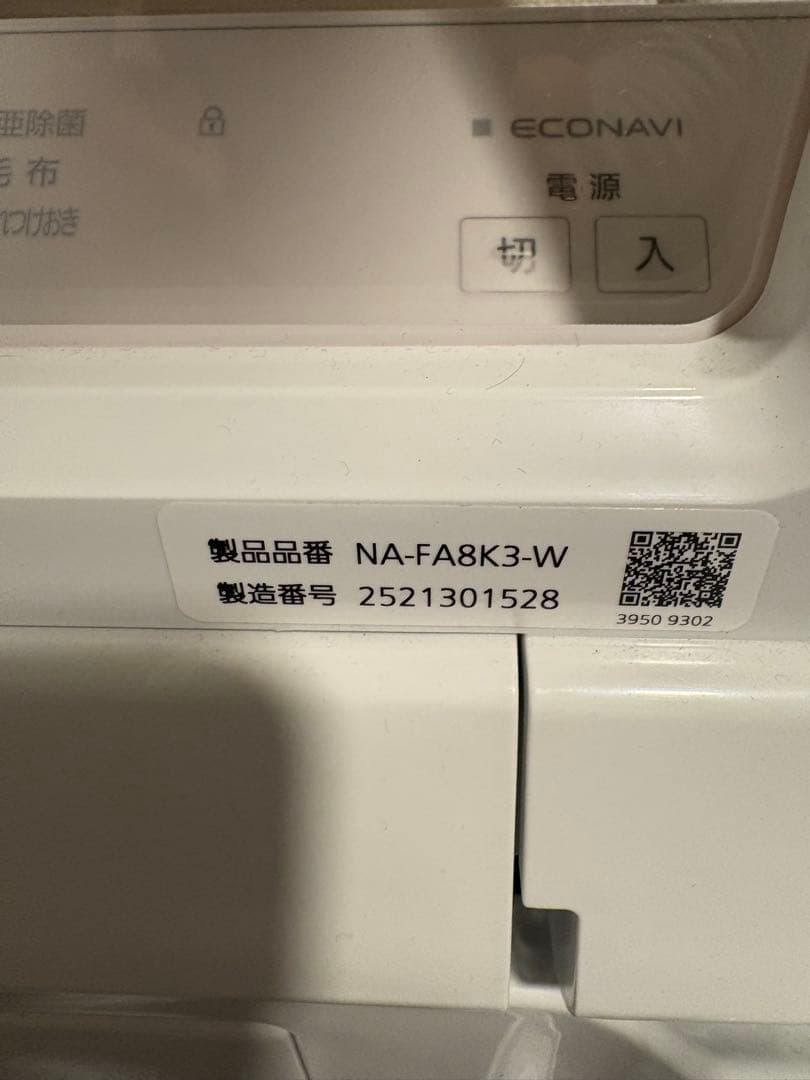 亜除菌
ECONAVI
毛布
電源
つけおき
切 入
製品品番 NA-FA8K3-W
製造番号 2521301528
3950 9302